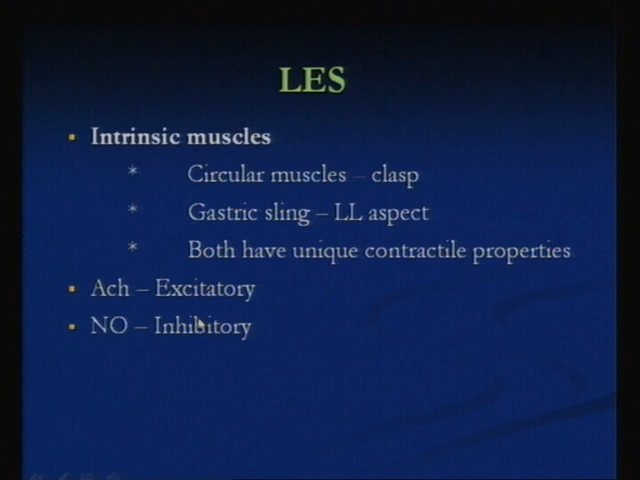 LES
▪ Intrinsic muscles
* Circular muscles – clasp
* Gastric sling – LL aspect
* Both have unique contractile properties
▪ Ach – Excitatory
▪ NO – Inhibitory